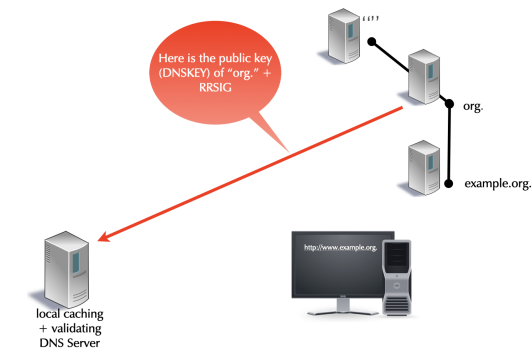 “.”
Here is the public key
(DNSKEY) of “org.” +
RRSIG
org.
example.org.
http://www.example.org.
local caching
+ validating
DNS Server